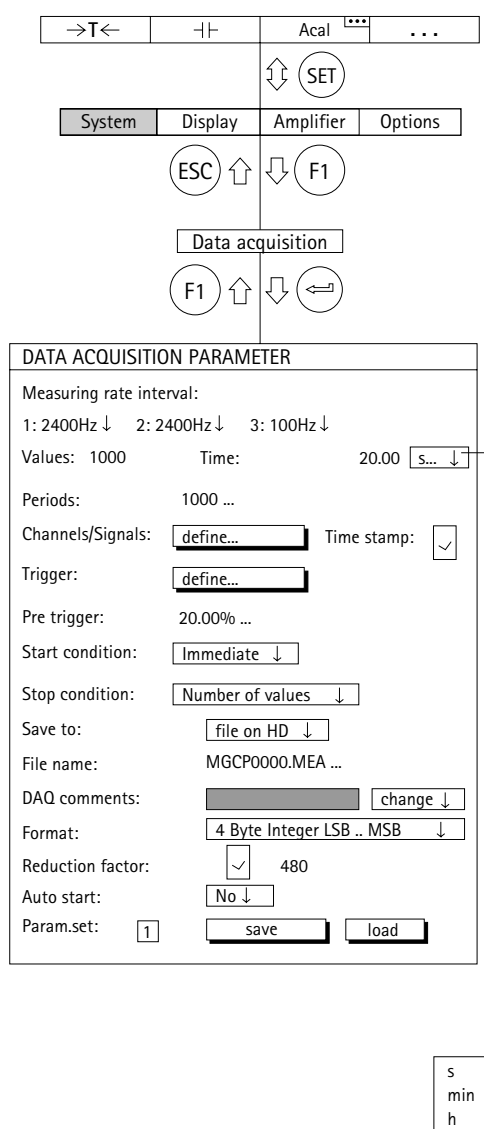 →T← ⊣⊢ Acal ... . . .
SET
System Display Amplifier Options
ESC F1
Data acquisition
F1
DATA ACQUISITION PARAMETER
Measuring rate interval:
1: 2400Hz ↓ 2: 2400Hz ↓ 3: 100Hz ↓
Values: 1000 Time: 20.00 s... ↓
Periods: 1000 ...
Channels/Signals: define... Time stamp: ✓
Trigger: define...
Pre trigger: 20.00% ...
Start condition: Immediate ↓
Stop condition: Number of values ↓
Save to: file on HD ↓
File name: MGCP0000.MEA ...
DAQ comments: change ↓
Format: 4 Byte Integer LSB .. MSB ↓
Reduction factor: ✓ 480
Auto start: No ↓
Param.set: 1 save load
s
min
h